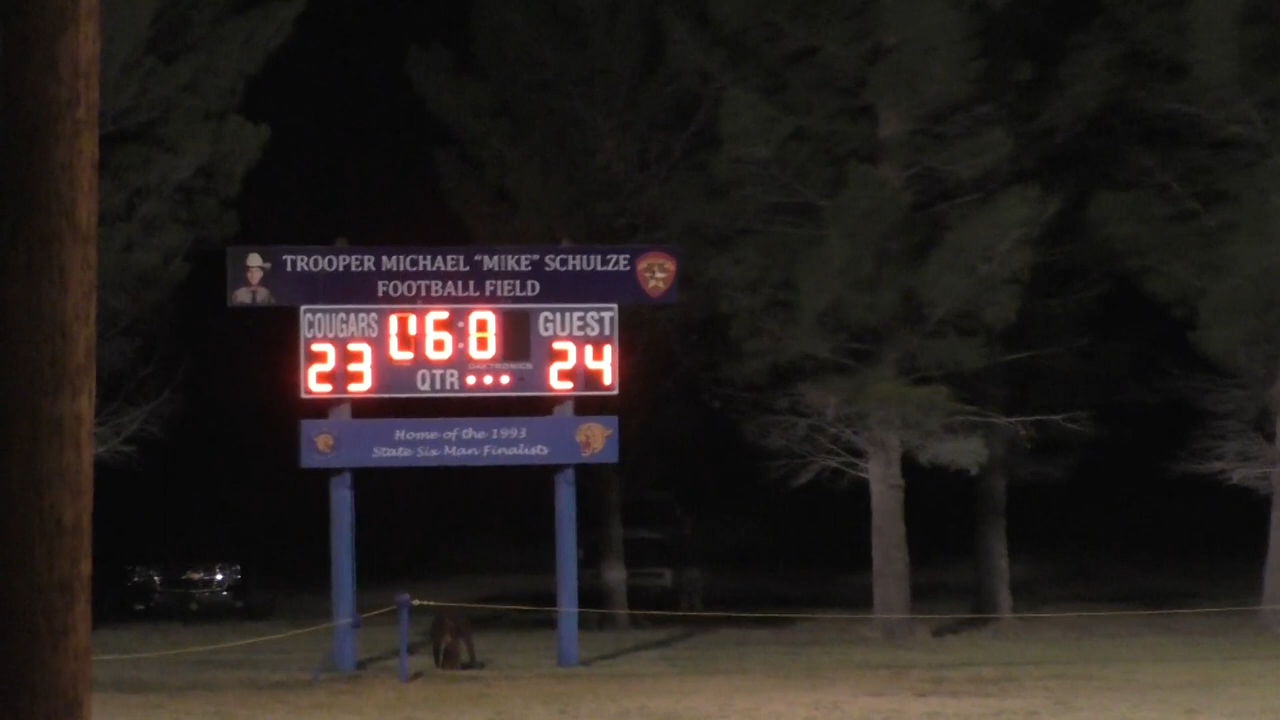 TROOPER MICHAEL "MIKE" SCHULZE
FOOTBALL FIELD
COUGARS GUEST
23 24
DAKTRONICS
QTR
Home of the 1993
State Six Man Finalists